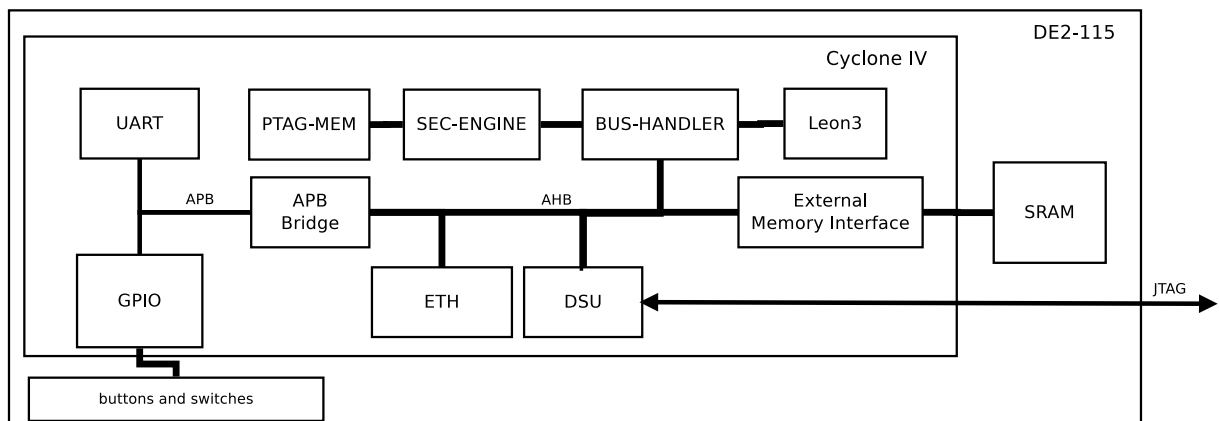 DE2-115
Cyclone IV
UART
PTAG-MEM
SEC-ENGINE
BUS-HANDLER
Leon3
APB
APB
Bridge
AHB
External
Memory Interface
SRAM
GPIO
ETH
DSU
JTAG
buttons and switches